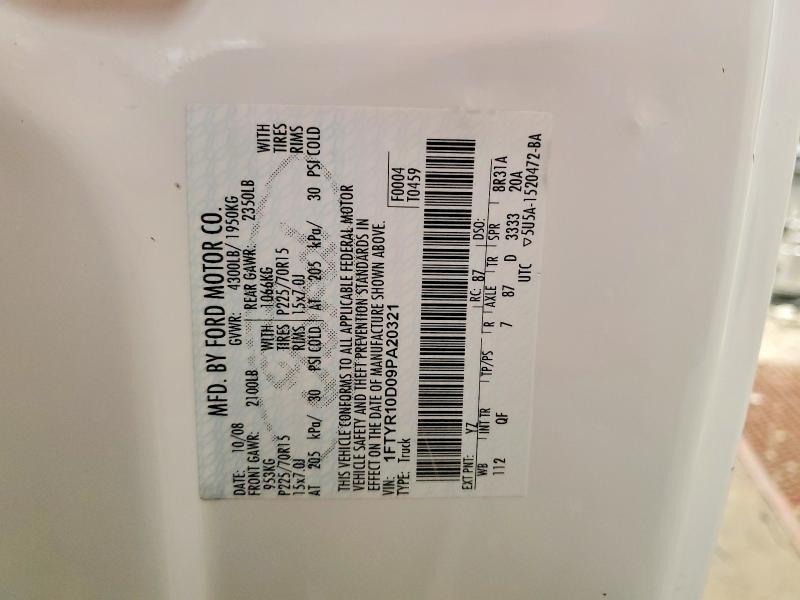 MFD. BY FORD MOTOR CO.
DATE: 10/08 GVWR: 4300LB/ 1950KG
FRONT GAWR: 2100LB REAR GAWR: 2350LB
953KG WITH 1066KG WITH
P225/70R15 TIRES P225/70R15 TIRES
15x7.0J RIMS 15x7.0J RIMS
AT 205 kPa/ 30 PSI COLD AT 205 kPa/ 30 PSI COLD
THIS VEHICLE CONFORMS TO ALL APPLICABLE FEDERAL MOTOR
VEHICLE SAFETY AND THEFT PREVENTION STANDARDS IN
EFFECT ON THE DATE OF MANUFACTURE SHOWN ABOVE.
VIN: 1FTYR10D09PA20321 F0004
TYPE: Truck T0459
EXT PNT: YZ RC: 87 DSO:
WB INT TR TP/PS R AXLE TR SPR
112 QF 7 87 D 3333 8R31A
20A
UTC ▽5U5A-1520472-BA